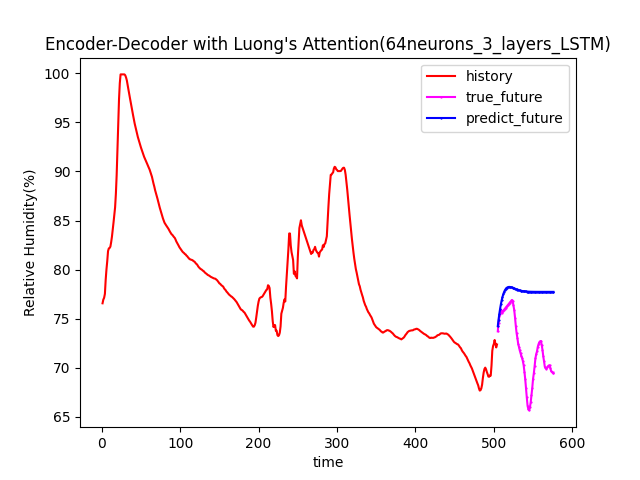 Encoder-Decoder with Luong's Attention(64neurons_3_layers_LSTM)
history
true_future
predict_future
Relative Humidity(%)
100
95
90
85
80
75
70
65
0 100 200 300 400 500 600
time